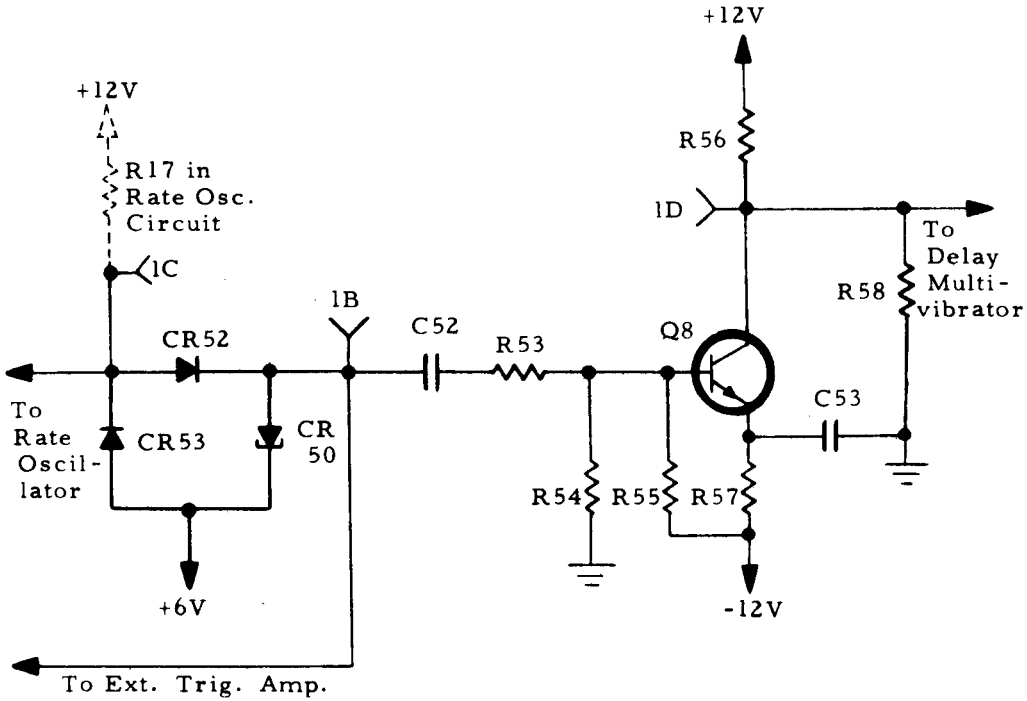 +12V
+12V
R17 in
Rate Osc.
Circuit
R56
1D
1C
To
Delay
Multi-
vibrator
1B
R58
CR52
C52
R53
Q8
C53
To
Rate
Oscil-
lator
CR53
CR
50
R54
R55
R57
+6V
-12V
To Ext. Trig. Amp.